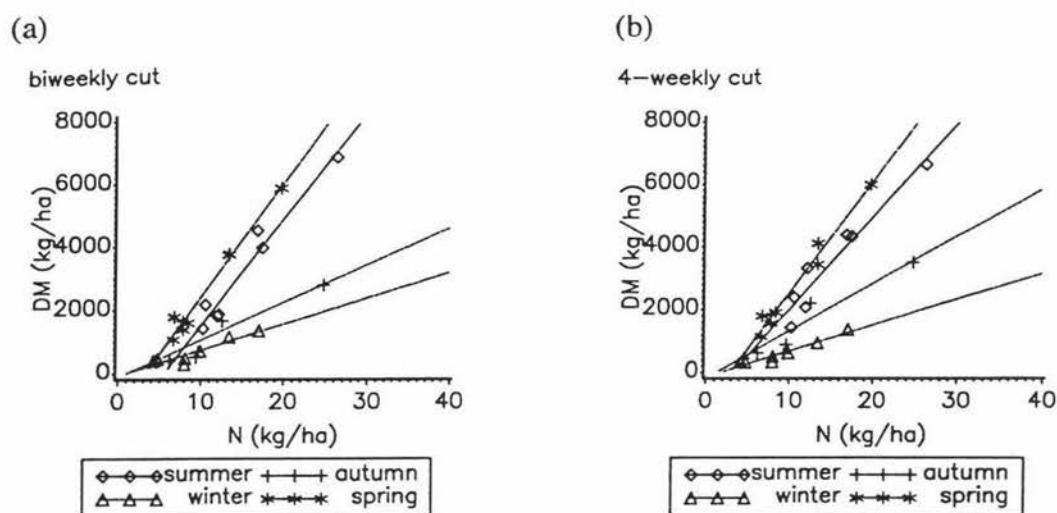 (a)
biweekly cut
8000
6000
4000
2000
0
DM (kg/ha)
0 10 20 30 40
N (kg/ha)
summer autumn
winter spring
(b)
4-weekly cut
8000
6000
4000
2000
0
DM (kg/ha)
0 10 20 30 40
N (kg/ha)
summer autumn
winter spring